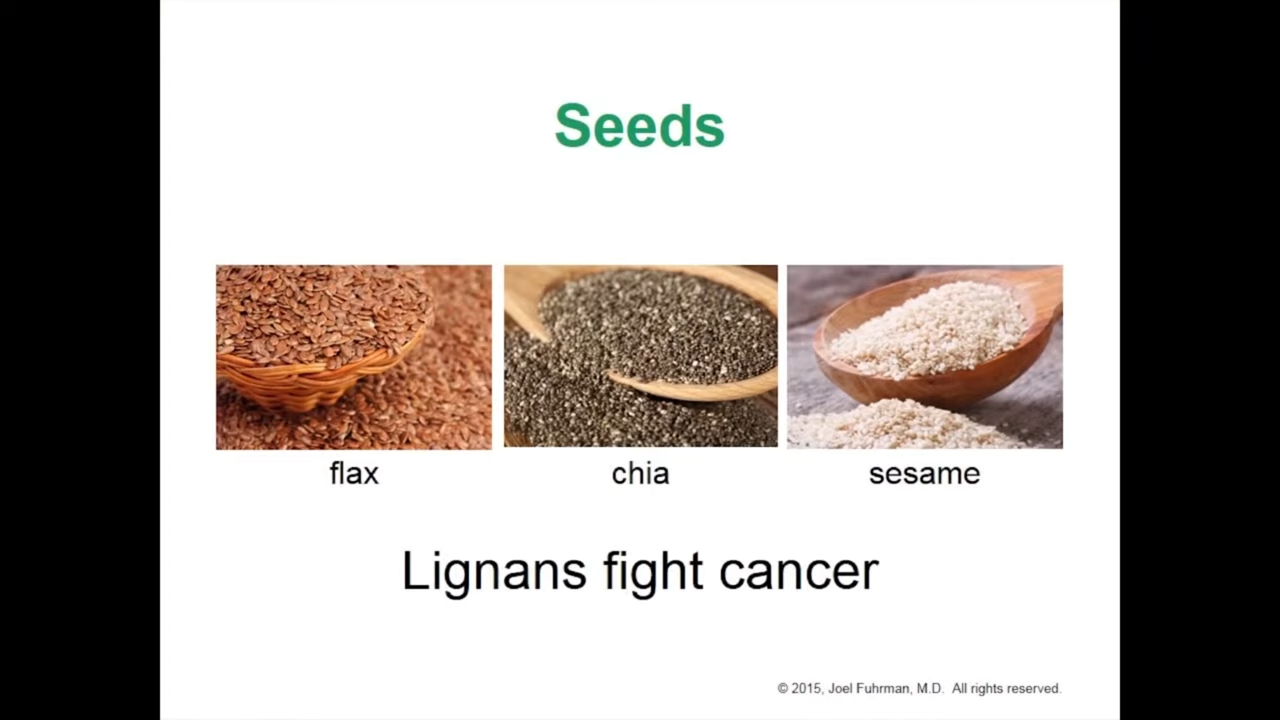 Seeds
flax
chia
sesame
Lignans fight cancer
© 2015, Joel Fuhrman, M.D. All rights reserved.